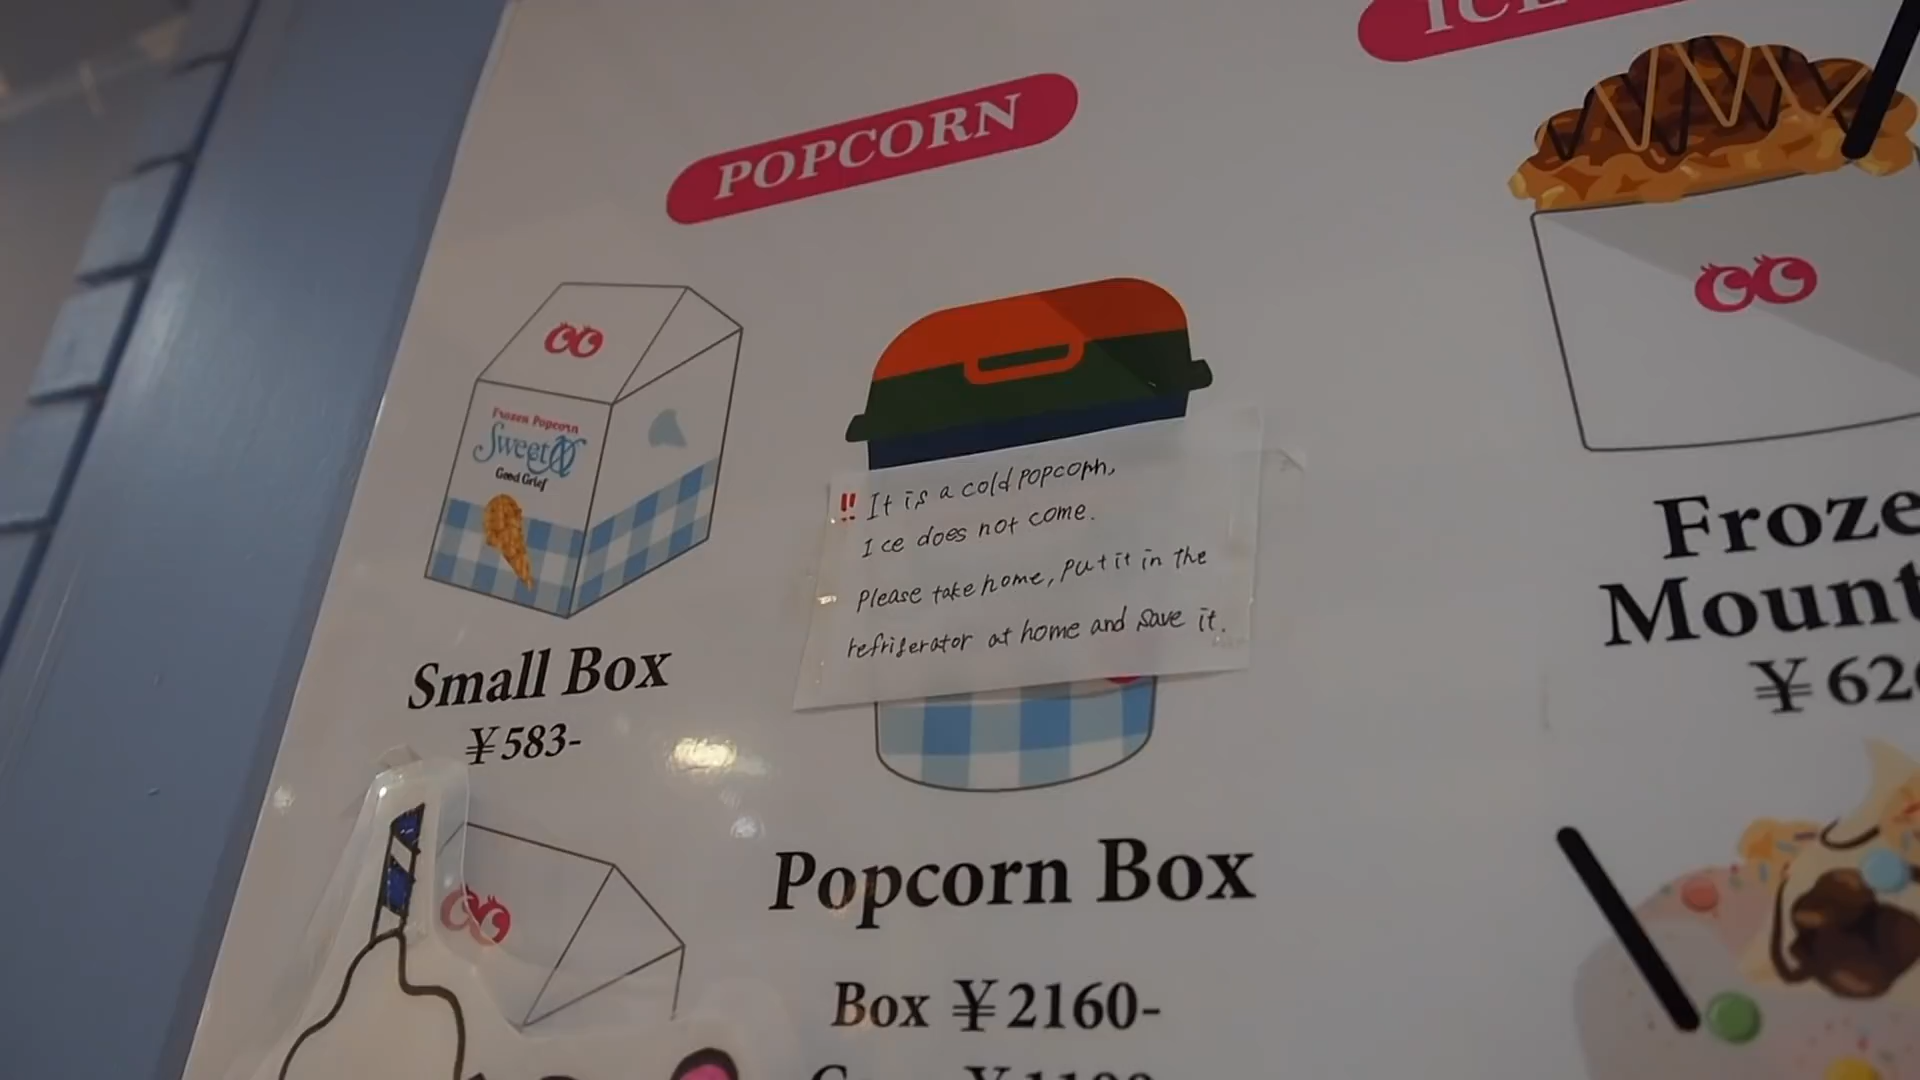 POPCORN
Frozen Popcorn
Sweet
Good Grief
Small Box
¥583-
!! It is a cold popcorn,
Ice does not come.
Please take home, put it in the
refrigerator at home and save it.
Popcorn Box
Box ¥2160-
Froze
Mount
¥62